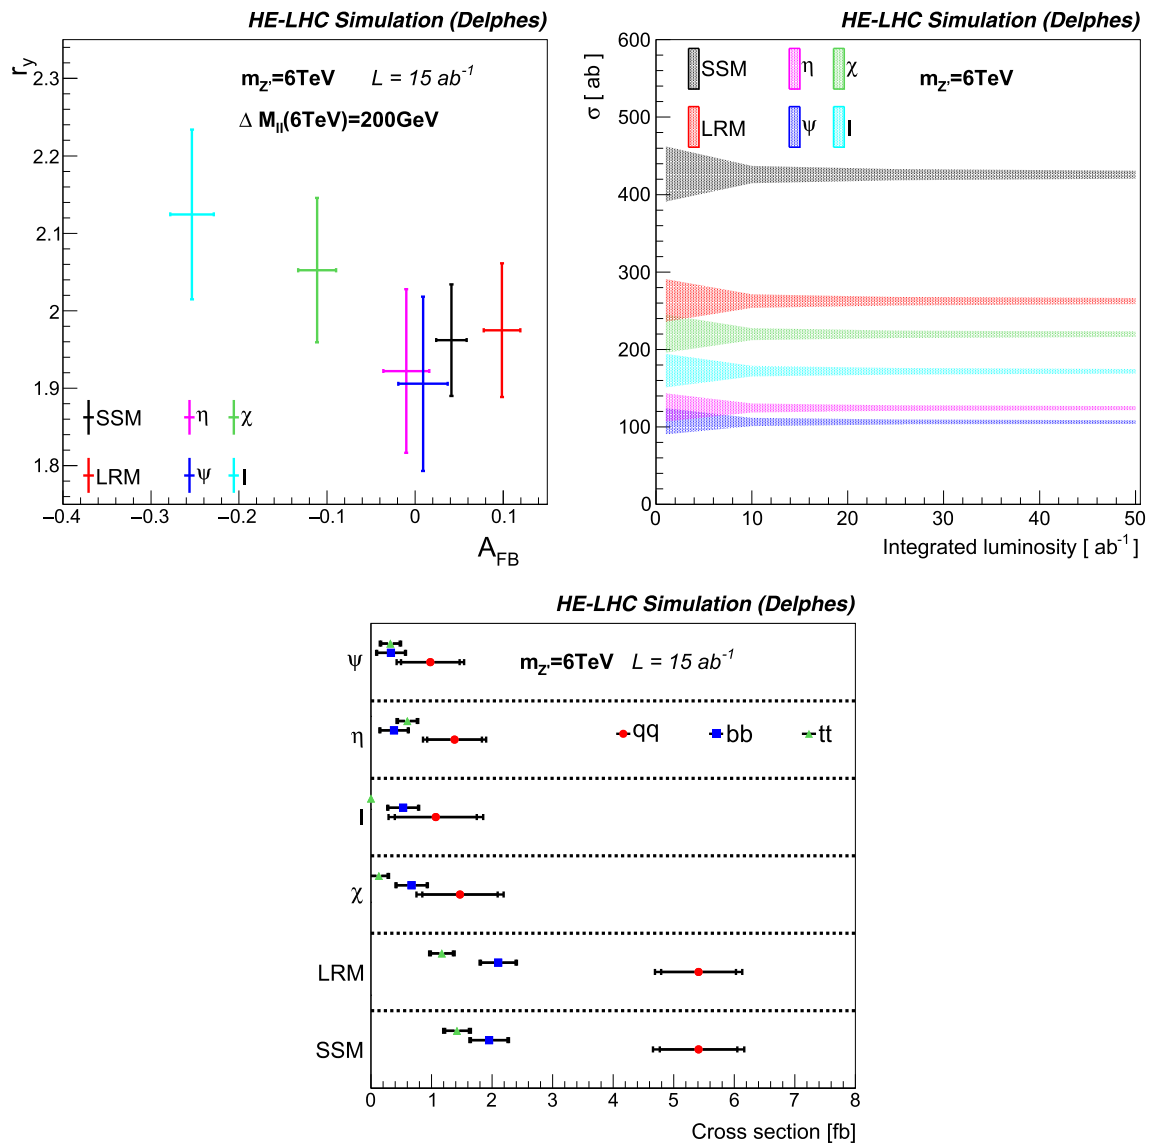 HE-LHC Simulation (Delphes)
r_y
m_Z'=6TeV L = 15 ab⁻¹
Δ M_ll(6TeV)=200GeV
2.3
2.2
2.1
2
1.9
1.8
SSM η χ
LRM ψ I
−0.4 −0.3 −0.2 −0.1 0 0.1
A_FB
HE-LHC Simulation (Delphes)
σ [ ab]
600
500
400
300
200
100
0
SSM η χ
m_Z'=6TeV
LRM ψ I
0 10 20 30 40 50
Integrated luminosity [ ab⁻¹]
HE-LHC Simulation (Delphes)
m_Z'=6TeV L = 15 ab⁻¹
qq bb tt
ψ
η
I
χ
LRM
SSM
0 1 2 3 4 5 6 7 8
Cross section [fb]